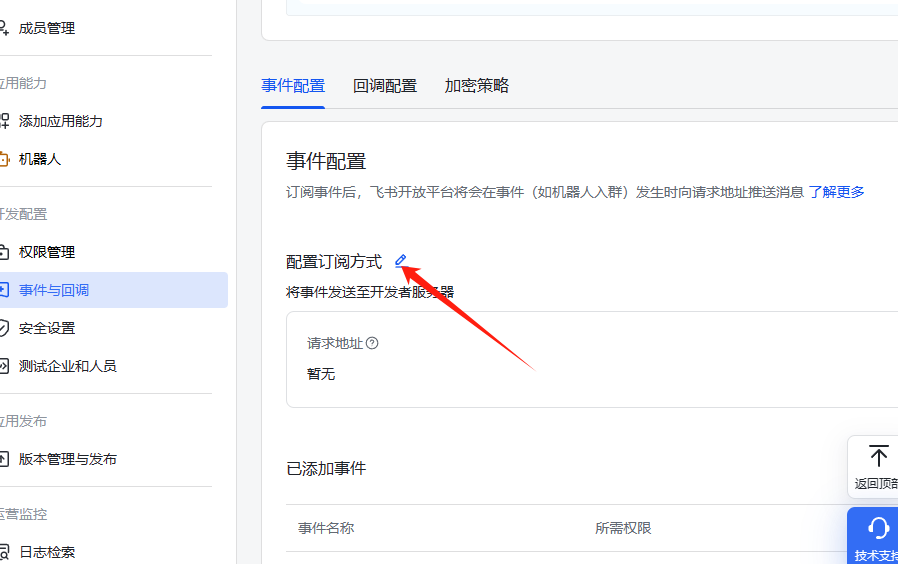 成员管理
应用能力
添加应用能力
机器人
开发配置
权限管理
事件与回调
安全设置
测试企业和人员
应用发布
版本管理与发布
运营监控
日志检索
事件配置 回调配置 加密策略
事件配置
订阅事件后，飞书开放平台将会在事件（如机器人入群）发生时向请求地址推送消息 了解更多
配置订阅方式
将事件发送至开发者服务器
请求地址
暂无
已添加事件
事件名称 所需权限
返回顶部
技术支持